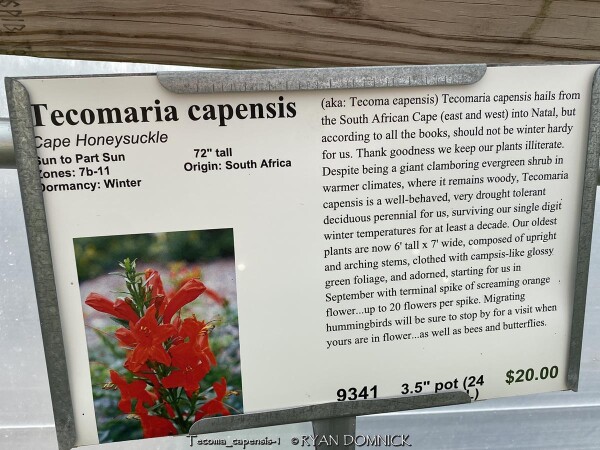 Tecomaria capensis
Cape Honeysuckle
Sun to Part Sun
Zones: 7b-11
Dormancy: Winter
72" tall
Origin: South Africa
(aka: Tecoma capensis) Tecomaria capensis hails from
the South African Cape (east and west) into Natal, but
according to all the books, should not be winter hardy
for us. Thank goodness we keep our plants illiterate.
Despite being a giant clamboring evergreen shrub in
warmer climates, where it remains woody, Tecomaria
capensis is a well-behaved, very drought tolerant
deciduous perennial for us, surviving our single digit
winter temperatures for at least a decade. Our oldest
plants are now 6' tall x 7' wide, composed of upright
and arching stems, clothed with campsis-like glossy
green foliage, and adorned, starting for us in
September with terminal spike of screaming orange
flower...up to 20 flowers per spike. Migrating
hummingbirds will be sure to stop by for a visit when
yours are in flower...as well as bees and butterflies.
9341 3.5" pot (24 $20.00
Tecoma_capensis-1 © RYAN DOMNICK